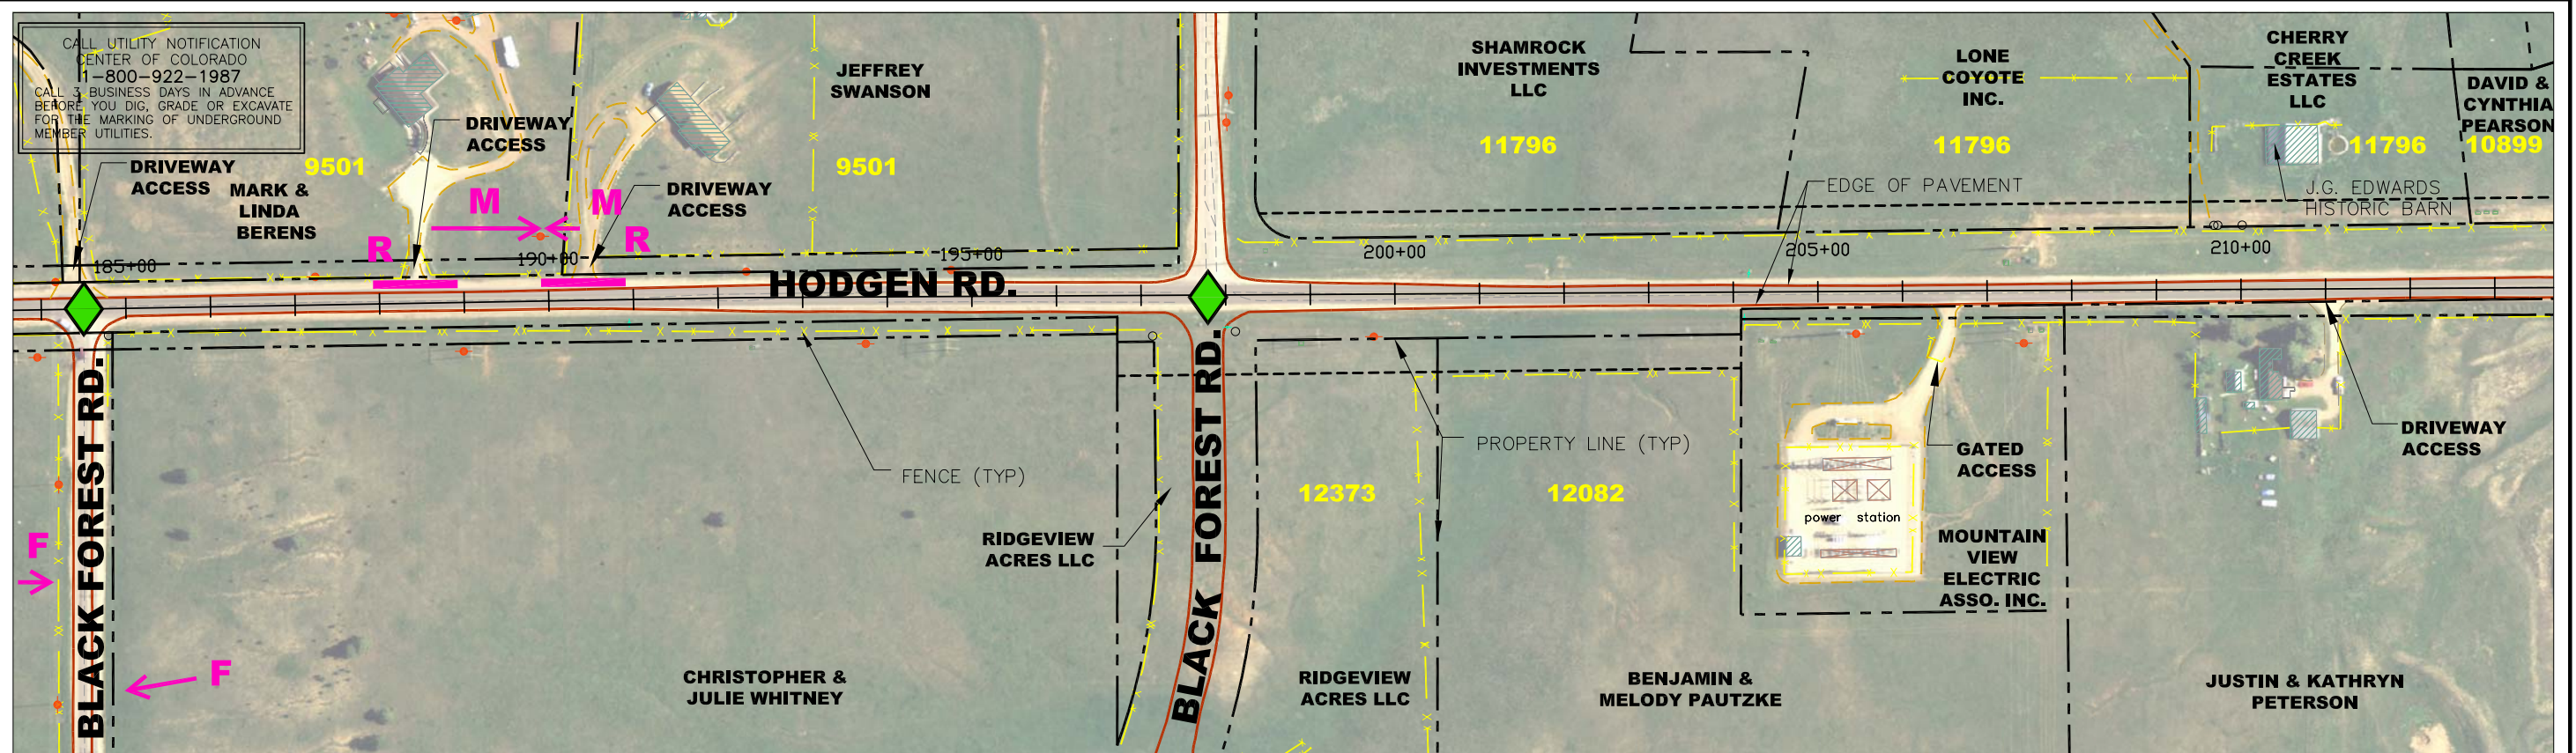 CALL UTILITY NOTIFICATION
CENTER OF COLORADO
1-800-922-1987
CALL 3 BUSINESS DAYS IN ADVANCE
BEFORE YOU DIG, GRADE OR EXCAVATE
FOR THE MARKING OF UNDERGROUND
MEMBER UTILITIES.
DRIVEWAY
ACCESS
MARK &
LINDA
BERENS
9501
DRIVEWAY
ACCESS
M
M
R
R
DRIVEWAY
ACCESS
JEFFREY
SWANSON
9501
SHAMROCK
INVESTMENTS
LLC
11796
LONE
COYOTE
INC.
11796
CHERRY
CREEK
ESTATES
LLC
11796
DAVID &
CYNTHIA
PEARSON
10899
EDGE OF PAVEMENT
J.G. EDWARDS
HISTORIC BARN
185+00
190+00
195+00
200+00
205+00
210+00
HODGEN RD.
BLACK FOREST RD.
F
F
FENCE (TYP)
CHRISTOPHER &
JULIE WHITNEY
RIDGEVIEW
ACRES LLC
BLACK FOREST RD.
12373
RIDGEVIEW
ACRES LLC
PROPERTY LINE (TYP)
12082
BENJAMIN &
MELODY PAUTZKE
power station
GATED
ACCESS
MOUNTAIN
VIEW
ELECTRIC
ASSO. INC.
DRIVEWAY
ACCESS
JUSTIN & KATHRYN
PETERSON